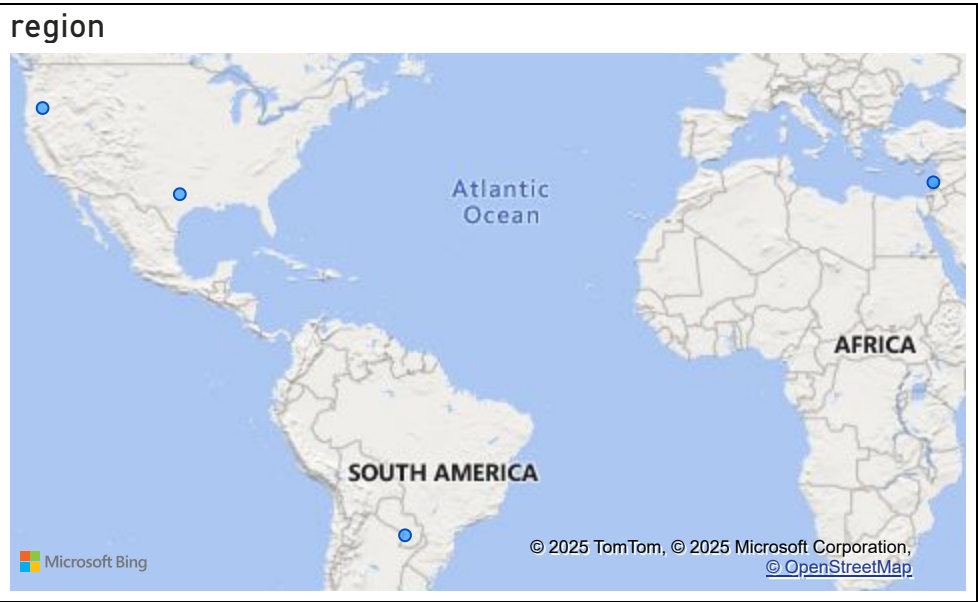 region
Atlantic
Ocean
AFRICA
SOUTH AMERICA
© 2025 TomTom, © 2025 Microsoft Corporation,
Microsoft Bing
© OpenStreetMap